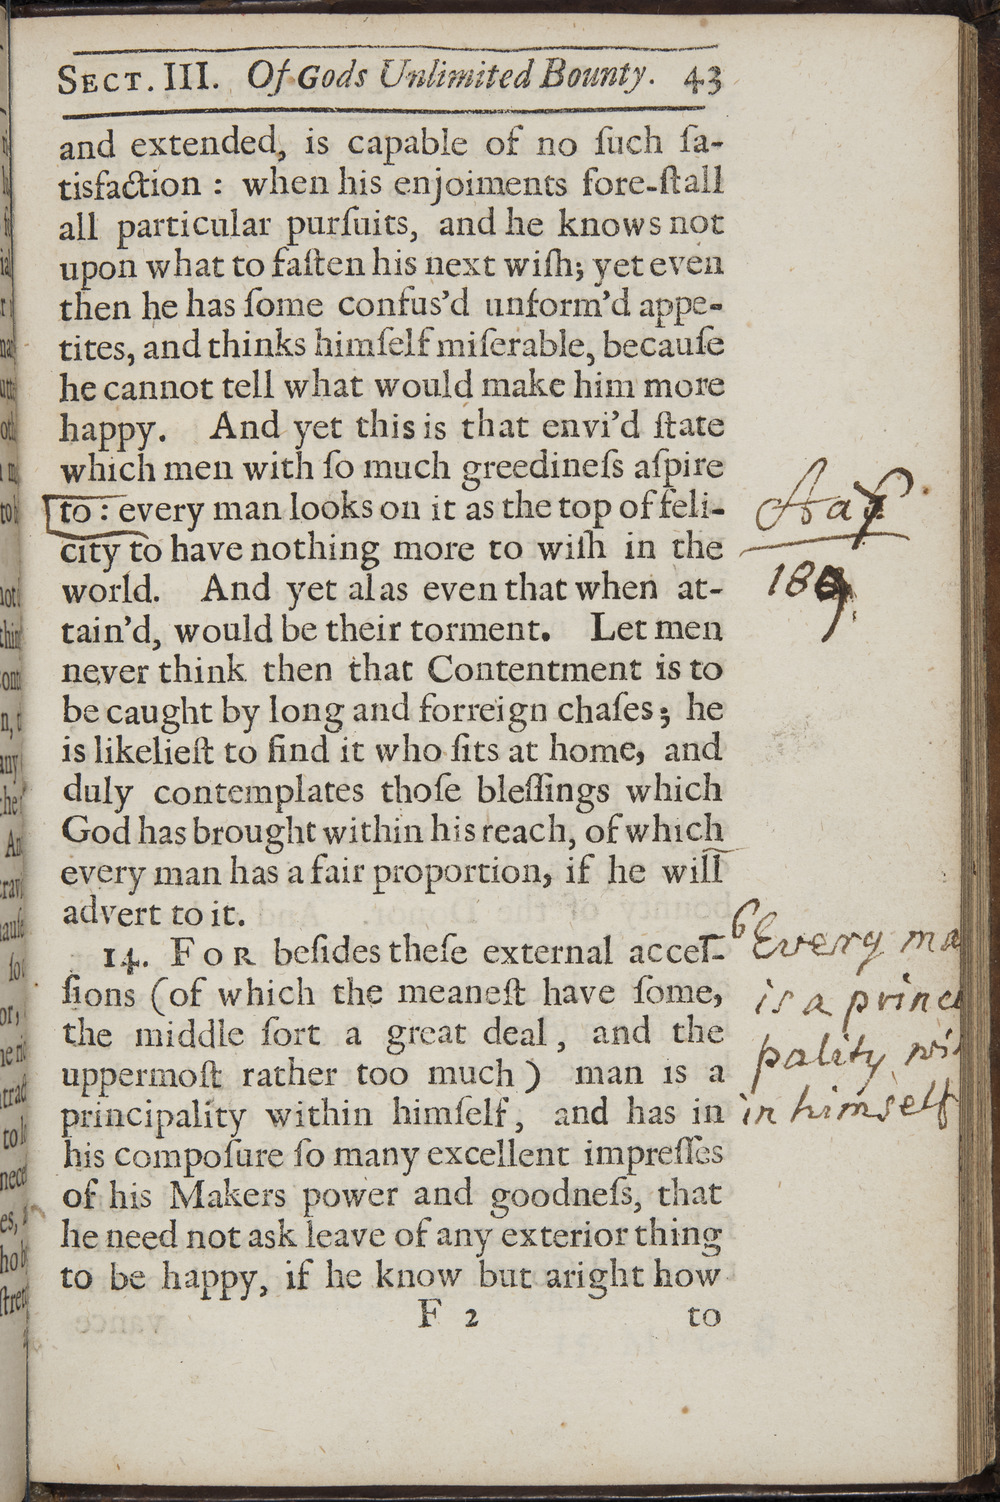 SECT. III. Of Gods Unlimited Bounty. 43
and extended, is capable of no ſuch ſa-
tisfaction : when his enjoiments fore-ſtall
all particular purſuits, and he knows not
upon what to faſten his next wiſh; yet even
then he has ſome confus'd unform'd appe-
tites, and thinks himſelf miſerable, becauſe
he cannot tell what would make him more
happy. And yet this is that envi'd ſtate
which men with ſo much greedineſs aſpire
to : every man looks on it as the top of feli-
city to have nothing more to wiſh in the
world. And yet alas even that when at-
tain'd, would be their torment. Let men
never think then that Contentment is to
be caught by long and forreign chaſes; he
is likelieſt to find it who ſits at home, and
duly contemplates thoſe bleſſings which
God has brought within his reach, of which
every man has a fair proportion, if he will
advert to it.
14. FOR beſides theſe external acceſ-
ſions (of which the meaneſt have ſome,
the middle ſort a great deal, and the
uppermoſt rather too much) man is a
principality within himſelf, and has in
his compoſure ſo many excellent impreſſes
of his Makers power and goodneſs, that
he need not ask leave of any exterior thing
to be happy, if he know but aright how
F 2 to
6 Every ma
is a princi
pality wi
in himself